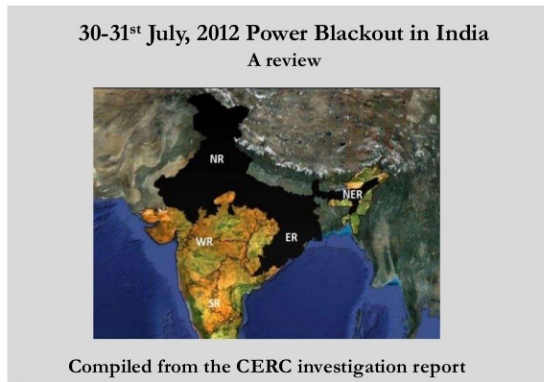 30-31st July, 2012 Power Blackout in India
A review
NR
NER
WR
ER
SR
Compiled from the CERC investigation report